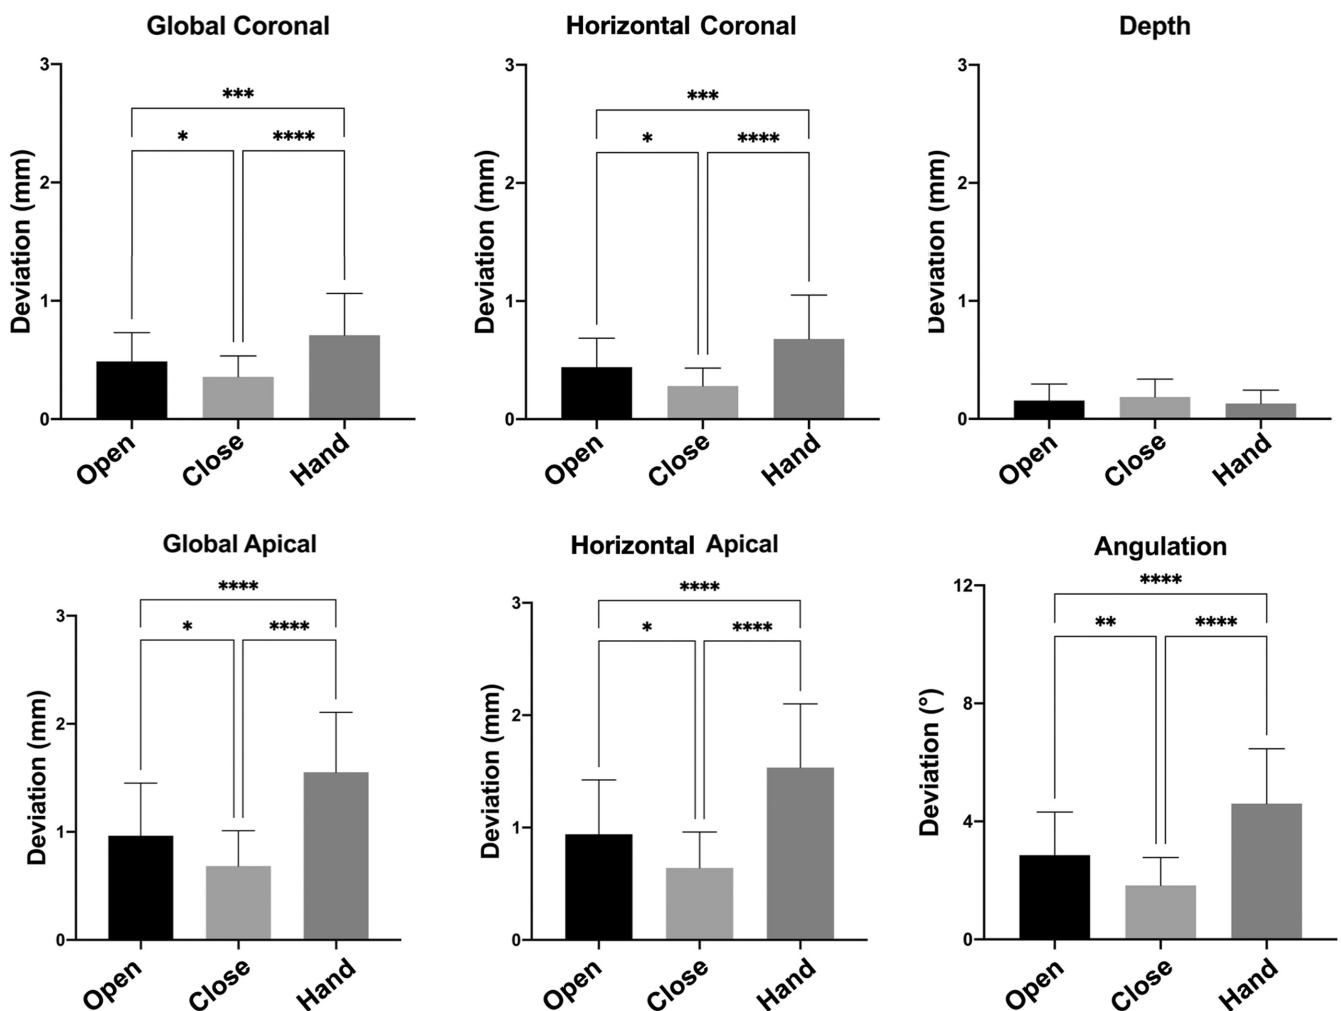 Global Coronal
3
2
1
0
Deviation (mm)
***
*
****
Open
Close
Hand
Horizontal Coronal
3
2
1
0
Deviation (mm)
***
*
****
Open
Close
Hand
Depth
3
2
1
0
Deviation (mm)
Open
Close
Hand
Global Apical
3
2
1
0
Deviation (mm)
****
*
****
Open
Close
Hand
Horizontal Apical
3
2
1
0
Deviation (mm)
****
*
****
Open
Close
Hand
Angulation
12
8
4
0
Deviation (°)
****
**
****
Open
Close
Hand